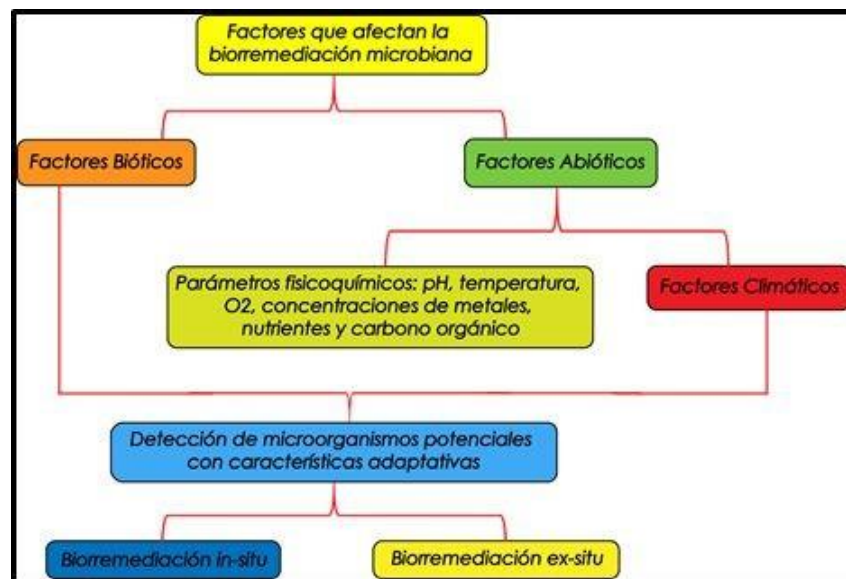 Factores que afectan la
biorremediación microbiana
Factores Bióticos
Factores Abióticos
Parámetros fisicoquímicos: pH, temperatura,
O2, concentraciones de metales,
nutrientes y carbono orgánico
Factores Climáticos
Detección de microorganismos potenciales
con características adaptativas
Biorremediación in-situ
Biorremediación ex-situ